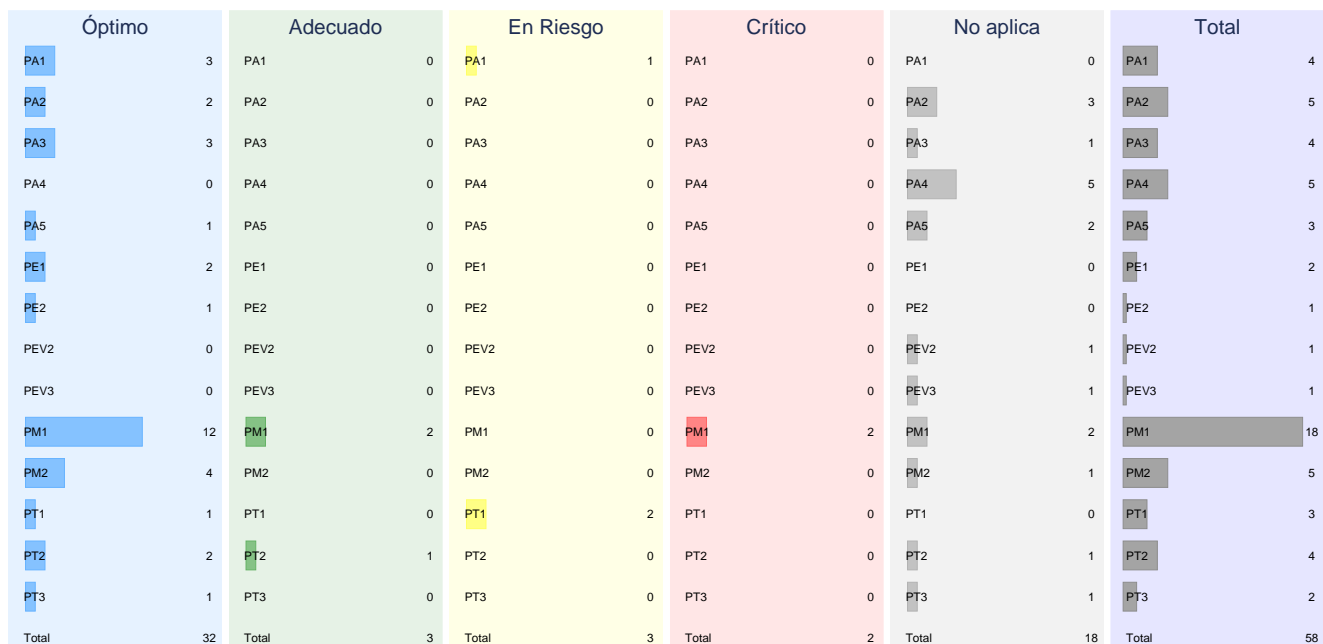 Óptimo Adecuado En Riesgo Crítico No aplica Total
PA1 3 PA1 0 PA1 1 PA1 0 PA1 0 PA1 4
PA2 2 PA2 0 PA2 0 PA2 0 PA2 3 PA2 5
PA3 3 PA3 0 PA3 0 PA3 0 PA3 1 PA3 4
PA4 0 PA4 0 PA4 0 PA4 0 PA4 5 PA4 5
PA5 1 PA5 0 PA5 0 PA5 0 PA5 2 PA5 3
PE1 2 PE1 0 PE1 0 PE1 0 PE1 0 PE1 2
PE2 1 PE2 0 PE2 0 PE2 0 PE2 0 PE2 1
PEV2 0 PEV2 0 PEV2 0 PEV2 0 PEV2 1 PEV2 1
PEV3 0 PEV3 0 PEV3 0 PEV3 0 PEV3 1 PEV3 1
PM1 12 PM1 2 PM1 0 PM1 2 PM1 2 PM1 18
PM2 4 PM2 0 PM2 0 PM2 0 PM2 1 PM2 5
PT1 1 PT1 0 PT1 2 PT1 0 PT1 0 PT1 3
PT2 2 PT2 1 PT2 0 PT2 0 PT2 1 PT2 4
PT3 1 PT3 0 PT3 0 PT3 0 PT3 1 PT3 2
Total 32 Total 3 Total 3 Total 2 Total 18 Total 58